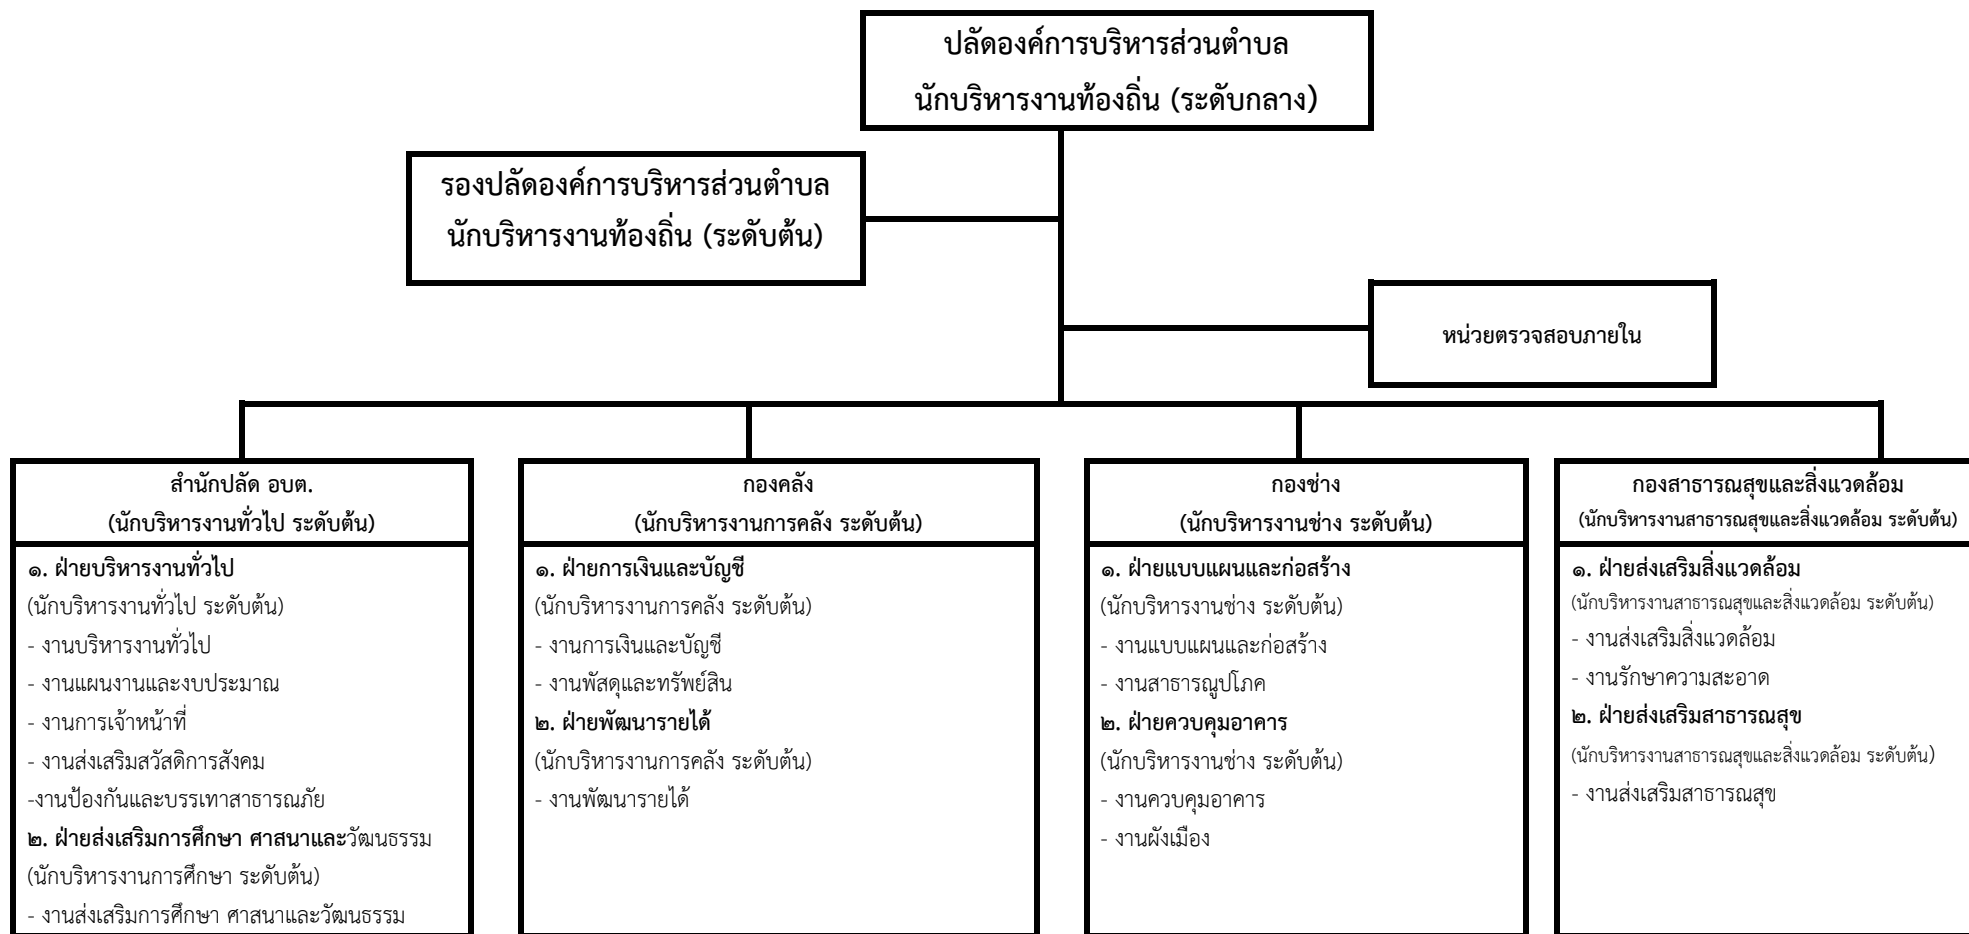 ปลัดองค์การบริหารส่วนตำบล
นักบริหารงานท้องถิ่น (ระดับกลาง)
รองปลัดองค์การบริหารส่วนตำบล
นักบริหารงานท้องถิ่น (ระดับต้น)
หน่วยตรวจสอบภายใน
สำนักปลัด อบต.
(นักบริหารงานทั่วไป ระดับต้น)
๑. ฝ่ายบริหารงานทั่วไป
(นักบริหารงานทั่วไป ระดับต้น)
- งานบริหารงานทั่วไป
- งานแผนงานและงบประมาณ
- งานการเจ้าหน้าที่
- งานส่งเสริมสวัสดิการสังคม
-งานป้องกันและบรรเทาสาธารณภัย
๒. ฝ่ายส่งเสริมการศึกษา ศาสนาและวัฒนธรรม
(นักบริหารงานการศึกษา ระดับต้น)
- งานส่งเสริมการศึกษา ศาสนาและวัฒนธรรม
กองคลัง
(นักบริหารงานการคลัง ระดับต้น)
๑. ฝ่ายการเงินและบัญชี
(นักบริหารงานการคลัง ระดับต้น)
- งานการเงินและบัญชี
- งานพัสดุและทรัพย์สิน
๒. ฝ่ายพัฒนารายได้
(นักบริหารงานการคลัง ระดับต้น)
- งานพัฒนารายได้
กองช่าง
(นักบริหารงานช่าง ระดับต้น)
๑. ฝ่ายแบบแผนและก่อสร้าง
(นักบริหารงานช่าง ระดับต้น)
- งานแบบแผนและก่อสร้าง
- งานสาธารณูปโภค
๒. ฝ่ายควบคุมอาคาร
(นักบริหารงานช่าง ระดับต้น)
- งานควบคุมอาคาร
- งานผังเมือง
กองสาธารณสุขและสิ่งแวดล้อม
(นักบริหารงานสาธารณสุขและสิ่งแวดล้อม ระดับต้น)
๑. ฝ่ายส่งเสริมสิ่งแวดล้อม
(นักบริหารงานสาธารณสุขและสิ่งแวดล้อม ระดับต้น)
- งานส่งเสริมสิ่งแวดล้อม
- งานรักษาความสะอาด
๒. ฝ่ายส่งเสริมสาธารณสุข
(นักบริหารงานสาธารณสุขและสิ่งแวดล้อม ระดับต้น)
- งานส่งเสริมสาธารณสุข